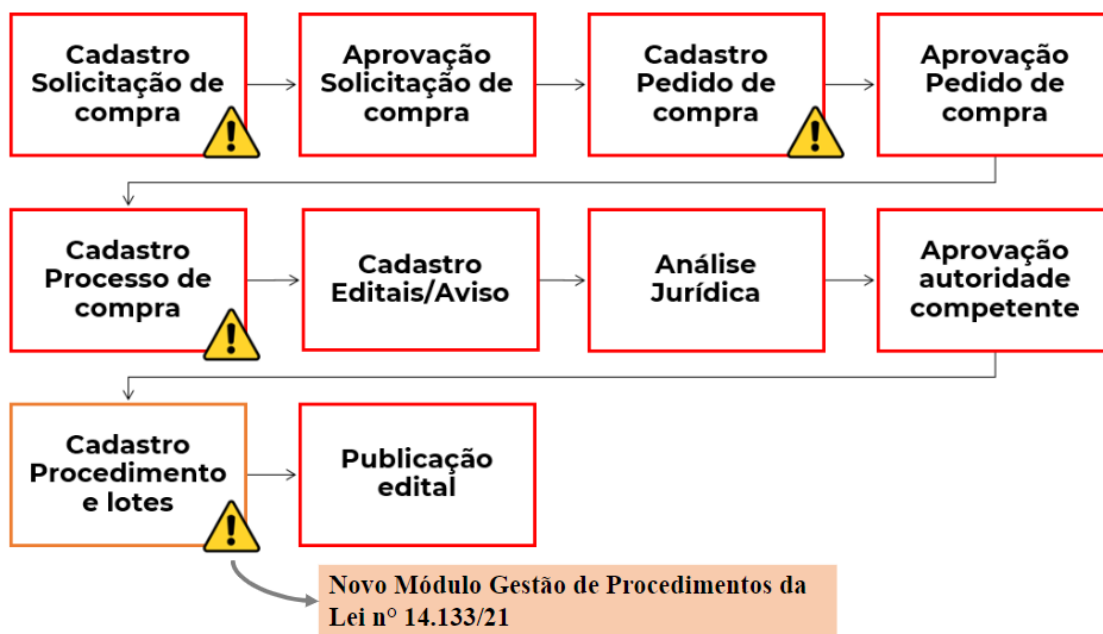 Cadastro
Solicitação de
compra
Aprovação
Solicitação de
compra
Cadastro
Pedido de
compra
Aprovação
Pedido de
compra
Cadastro
Processo de
compra
Cadastro
Editais/Aviso
Análise
Jurídica
Aprovação
autoridade
competente
Cadastro
Procedimento
e lotes
Publicação
edital
Novo Módulo Gestão de Procedimentos da
Lei n° 14.133/21